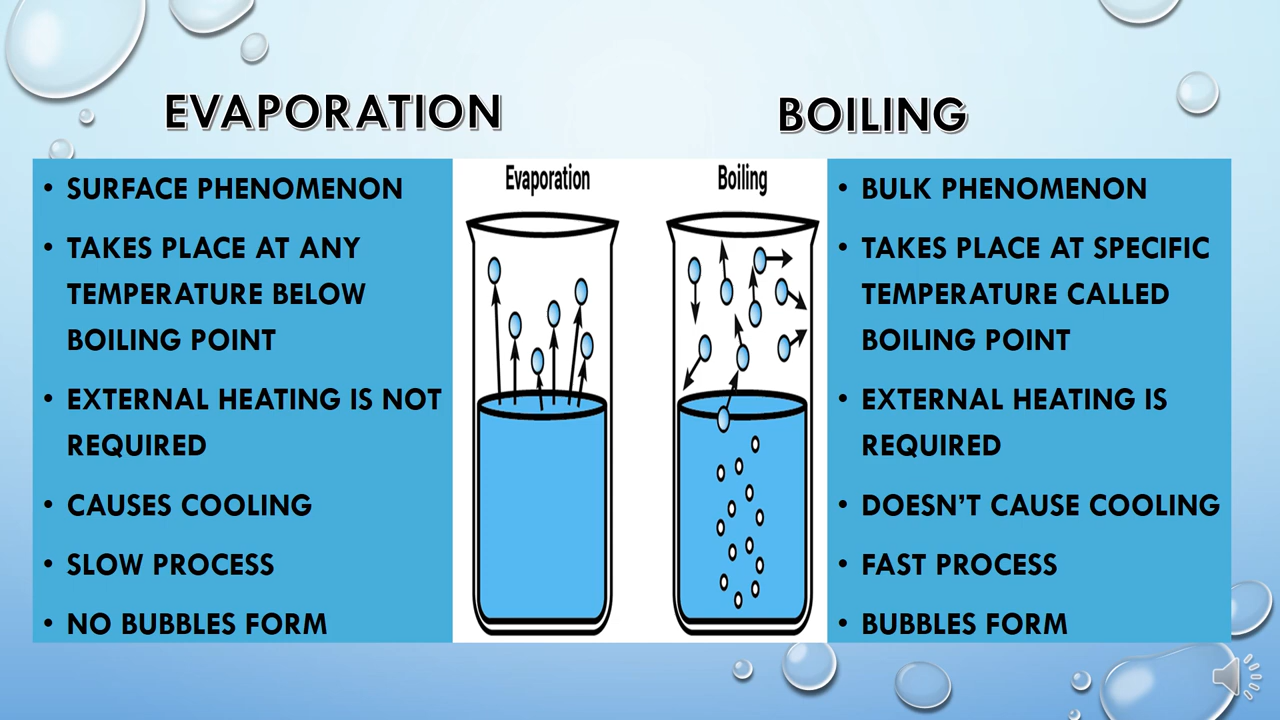 EVAPORATION
BOILING
• SURFACE PHENOMENON
• TAKES PLACE AT ANY
TEMPERATURE BELOW
BOILING POINT
• EXTERNAL HEATING IS NOT
REQUIRED
• CAUSES COOLING
• SLOW PROCESS
• NO BUBBLES FORM
Evaporation
Boiling
• BULK PHENOMENON
• TAKES PLACE AT SPECIFIC
TEMPERATURE CALLED
BOILING POINT
• EXTERNAL HEATING IS
REQUIRED
• DOESN’T CAUSE COOLING
• FAST PROCESS
• BUBBLES FORM